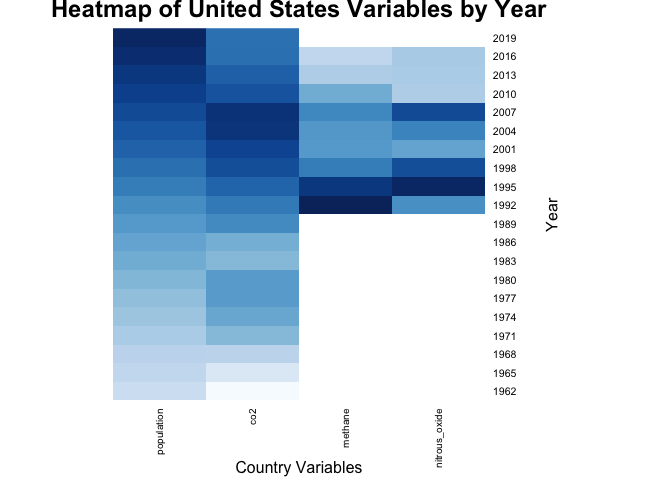 Heatmap of United States Variables by Year
2019
2016
2013
2010
2007
2004
2001
1998
1995
1992
1989
1986
1983
1980
1977
1974
1971
1968
1965
1962
Year
population
co2
methane
nitrous_oxide
Country Variables